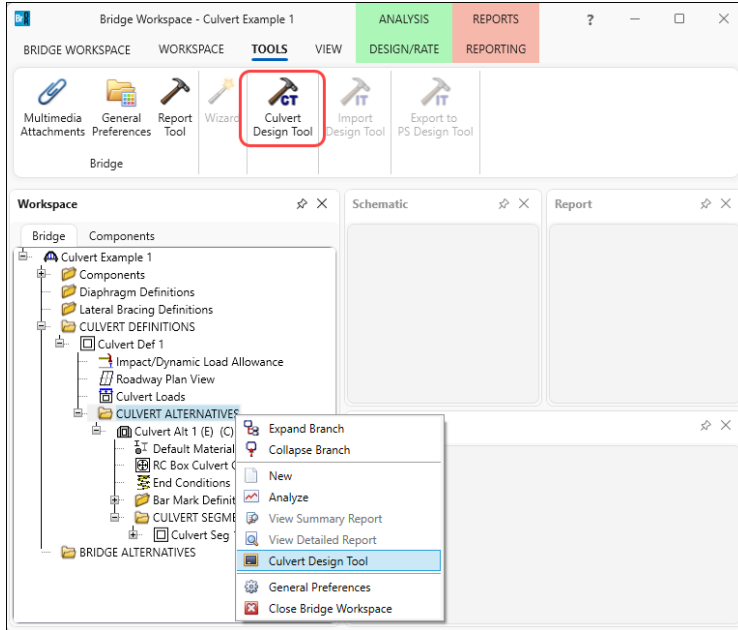 Br Bridge Workspace - Culvert Example 1 ANALYSIS REPORTS ?
BRIDGE WORKSPACE WORKSPACE TOOLS VIEW DESIGN/RATE REPORTING
Multimedia Attachments
General Preferences
Report Tool
Wizard
CT
Culvert Design Tool
IT
Import Design Tool
IT
Export to PS Design Tool
Bridge
Workspace
Bridge Components
Culvert Example 1
Components
Diaphragm Definitions
Lateral Bracing Definitions
CULVERT DEFINITIONS
Culvert Def 1
Impact/Dynamic Load Allowance
Roadway Plan View
Culvert Loads
CULVERT ALTERNATIVES
Culvert Alt 1 (E) (C)
Default Material
RC Box Culvert
End Conditions
Bar Mark Definit
CULVERT SEGME
Culvert Seg
BRIDGE ALTERNATIVES
Expand Branch
Collapse Branch
New
Analyze
View Summary Report
View Detailed Report
Culvert Design Tool
General Preferences
Close Bridge Workspace
Schematic
Report